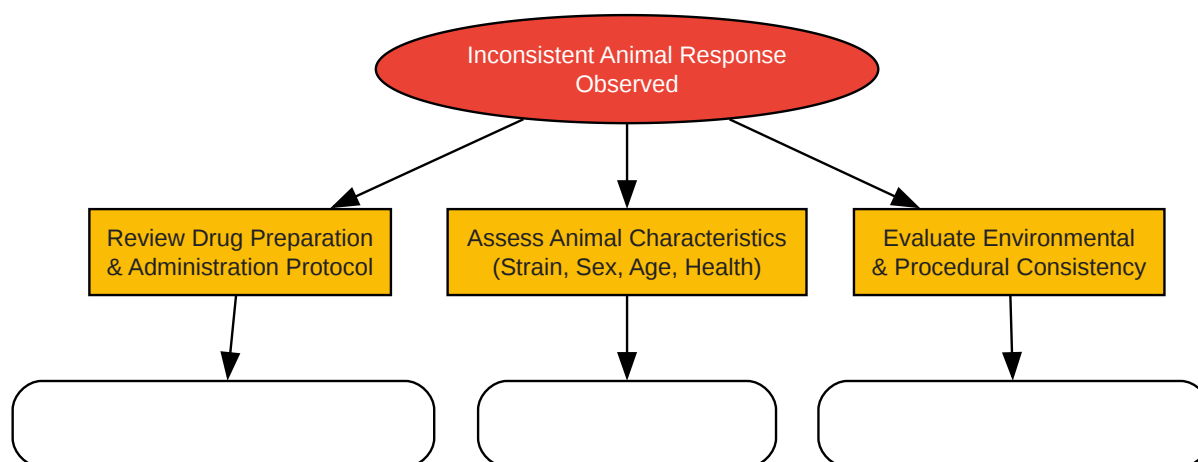 Inconsistent Animal Response
Observed
Review Drug Preparation
& Administration Protocol
Assess Animal Characteristics
(Strain, Sex, Age, Health)
Evaluate Environmental
& Procedural Consistency